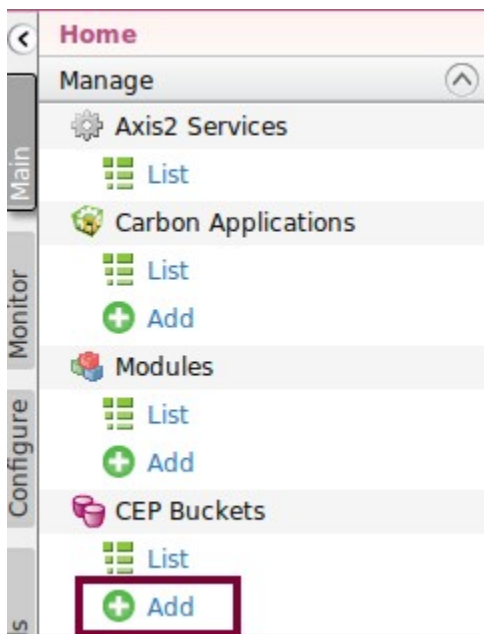 Home
Manage
Axis2 Services
List
Carbon Applications
List
Add
Modules
List
Add
CEP Buckets
List
Add
Main
Monitor
Configure